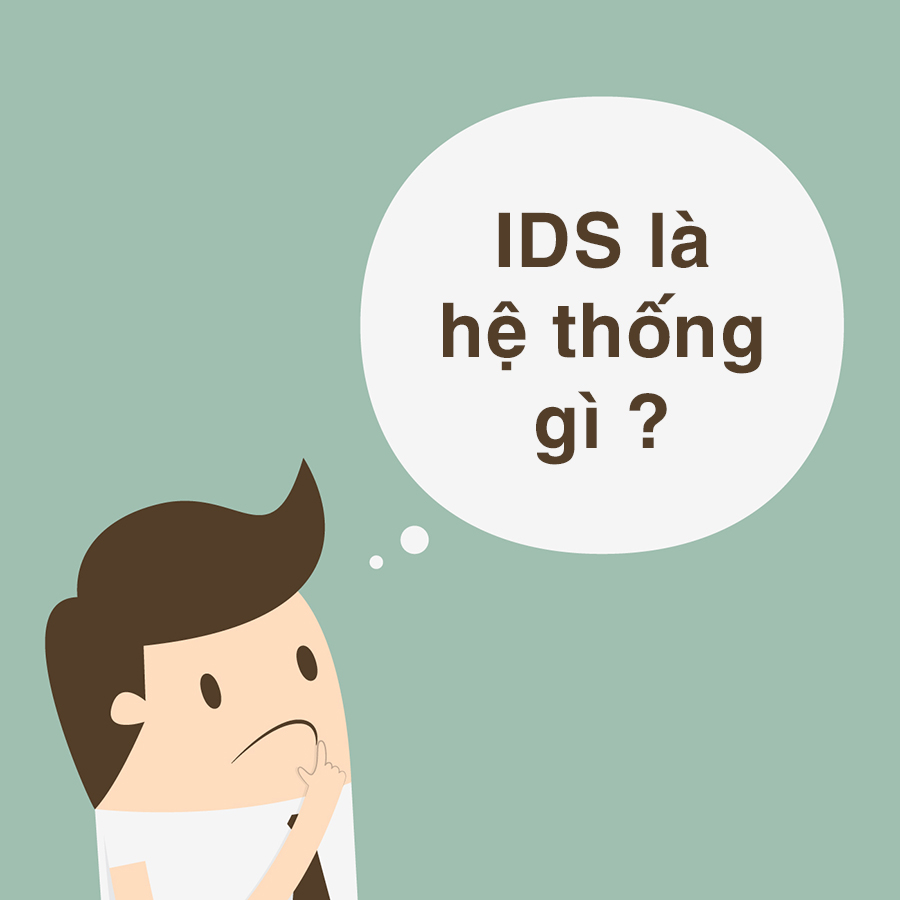 IDS là
hệ thống
gì ?